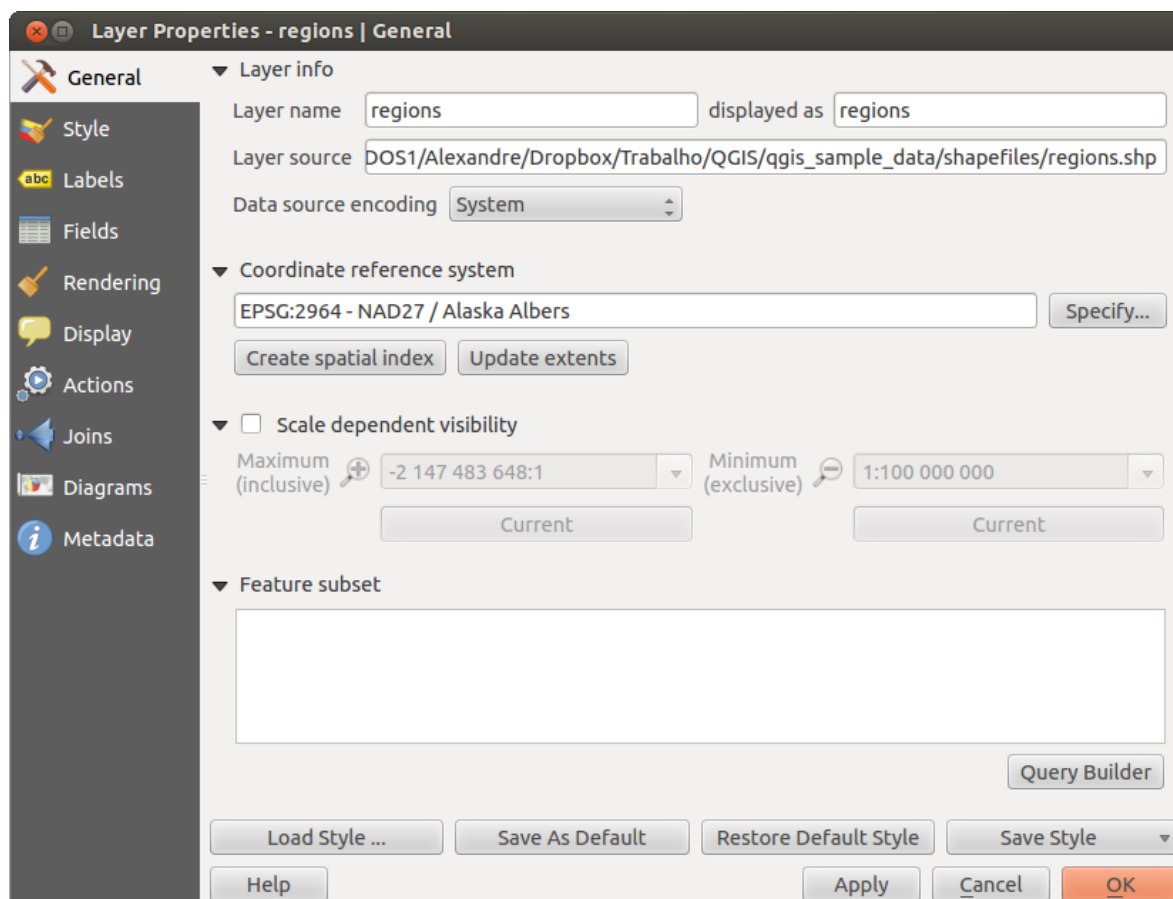 Layer Properties - regions | General
General
Style
abc Labels
Fields
Rendering
Display
Actions
Joins
Diagrams
i Metadata
Layer info
Layer name regions displayed as regions
Layer source DOS1/Alexandre/Dropbox/Trabalho/QGIS/qgis_sample_data/shapefiles/regions.shp
Data source encoding System
Coordinate reference system
EPSG:2964 - NAD27 / Alaska Albers Specify...
Create spatial index Update extents
Scale dependent visibility
Maximum (inclusive) -2 147 483 648:1 Minimum (exclusive) 1:100 000 000
Current Current
Feature subset
Query Builder
Load Style ... Save As Default Restore Default Style Save Style
Help Apply Cancel OK